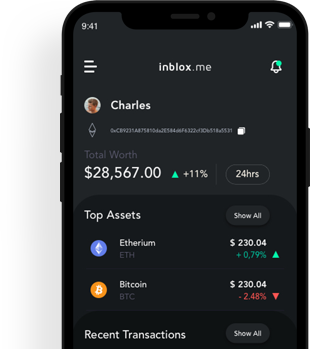 9:41
inblox.me
Charles
Total Worth
$28,567.00 +11% 24hrs
Top Assets Show All
Etherium $ 230.04
ETH + 0,79%
Bitcoin $ 230.04
BTC - 2.48%
Recent Transactions Show All